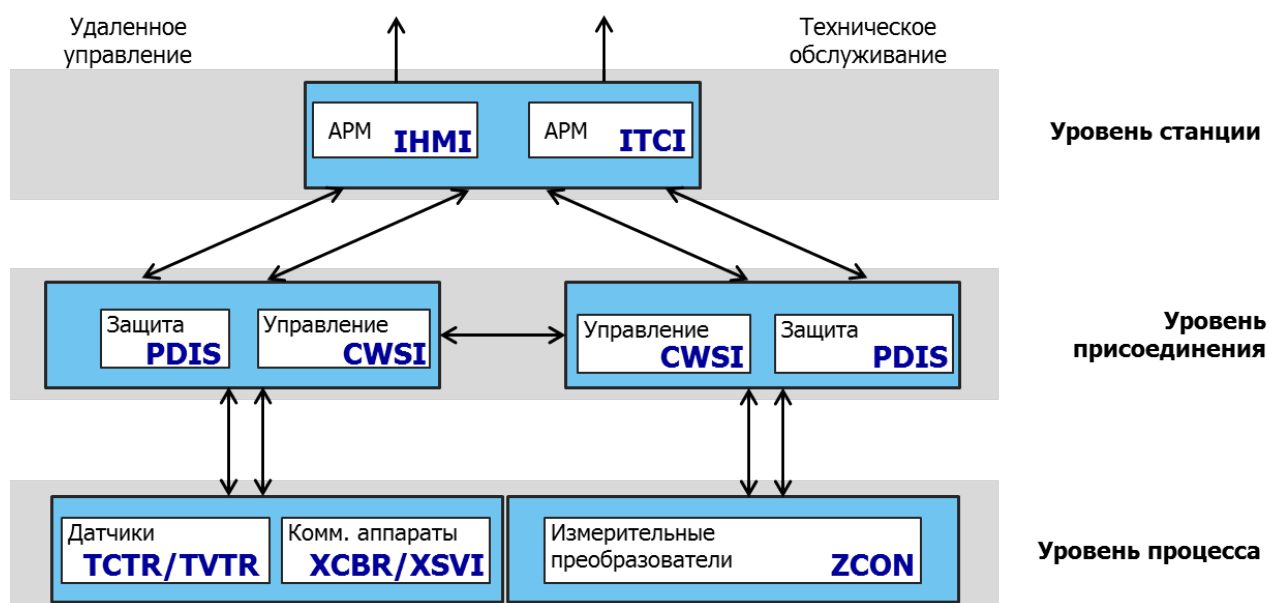 Удаленное
управление
Техническое
обслуживание
АРМ
IHMI
АРМ
ITCI
Уровень станции
Защита
PDIS
Управление
CWSI
Управление
CWSI
Защита
PDIS
Уровень
присоединения
Датчики
TCTR/TVTR
Комм. аппараты
XCBR/XSVI
Измерительные
преобразователи
ZCON
Уровень процесса